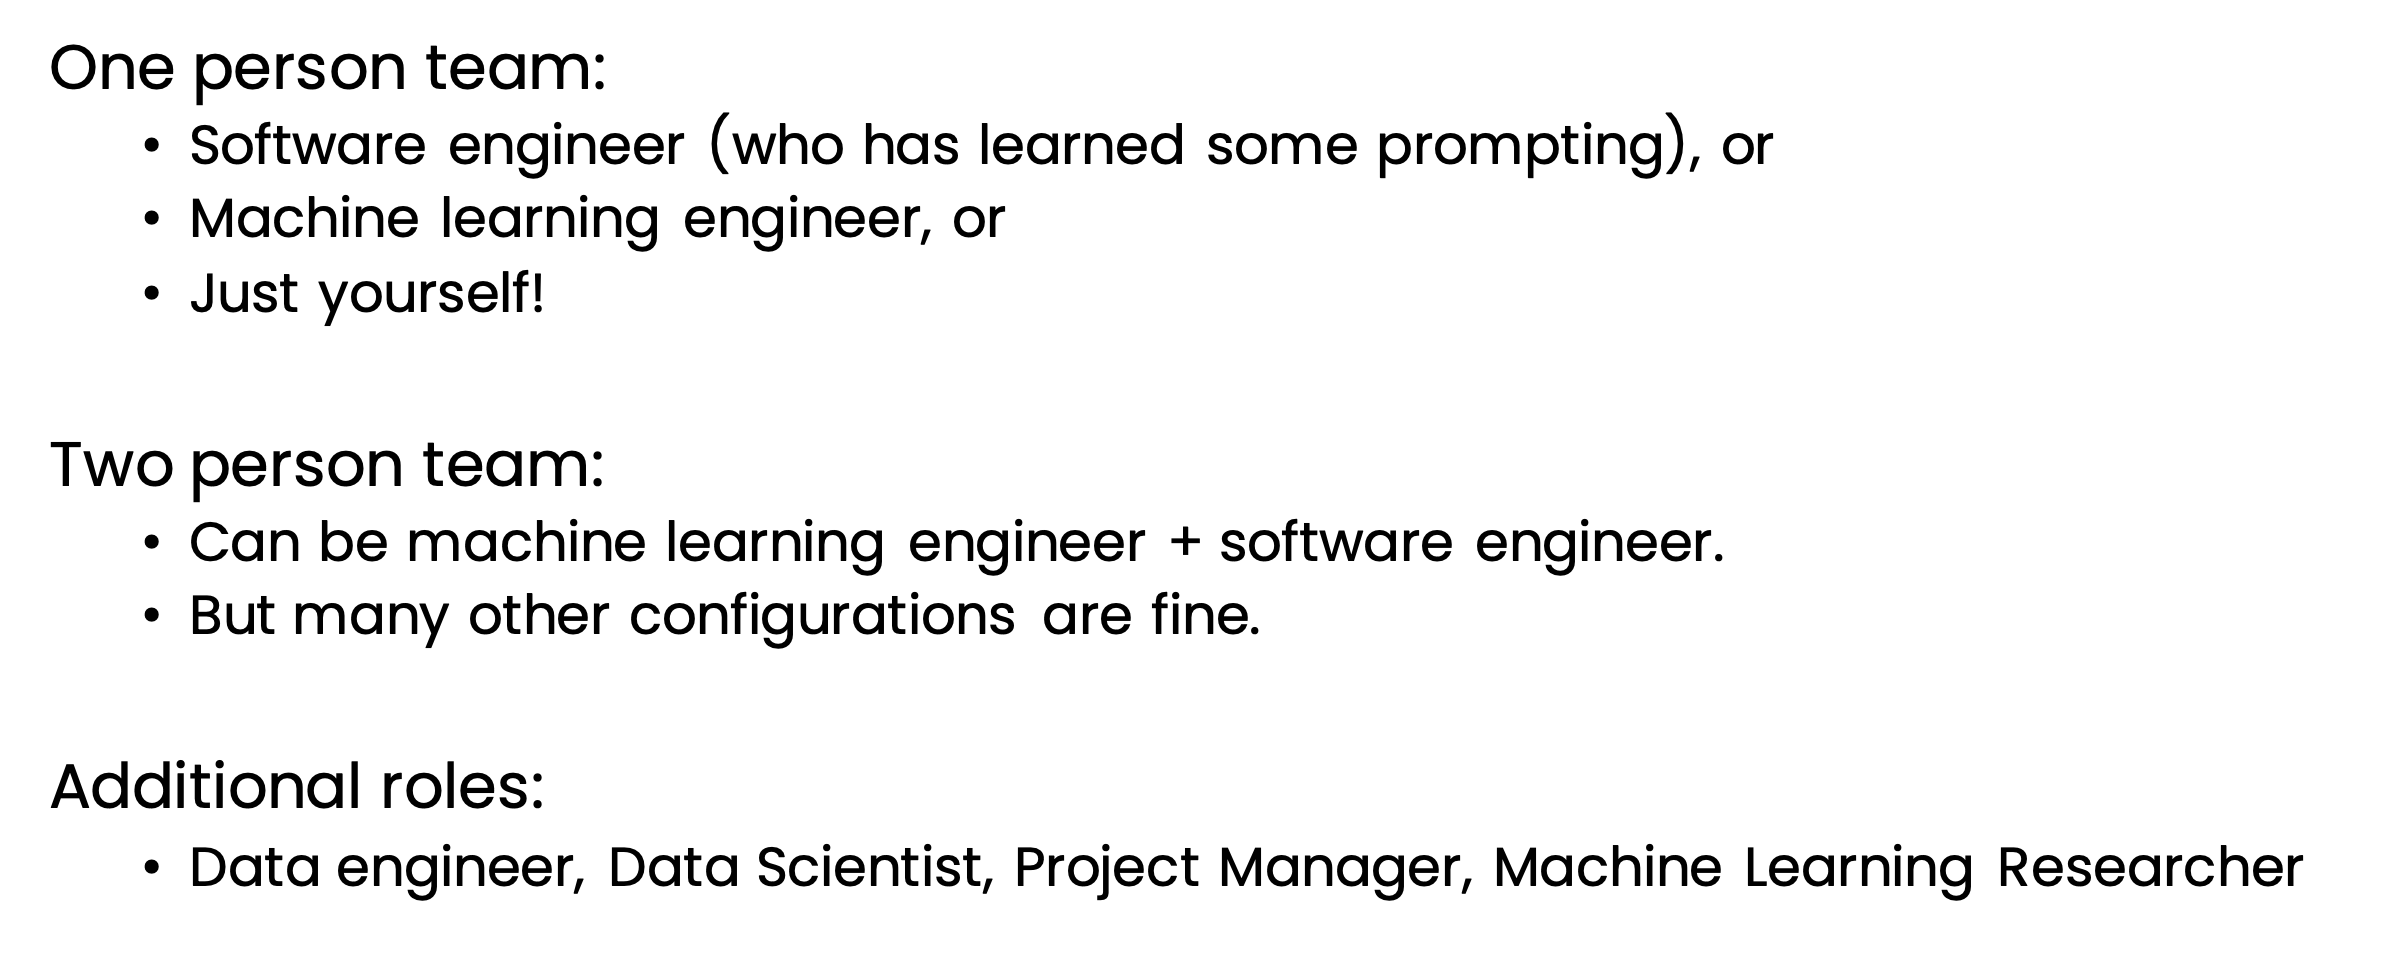 One person team:
• Software engineer (who has learned some prompting), or
• Machine learning engineer, or
• Just yourself!
Two person team:
• Can be machine learning engineer + software engineer.
• But many other configurations are fine.
Additional roles:
• Data engineer, Data Scientist, Project Manager, Machine Learning Researcher